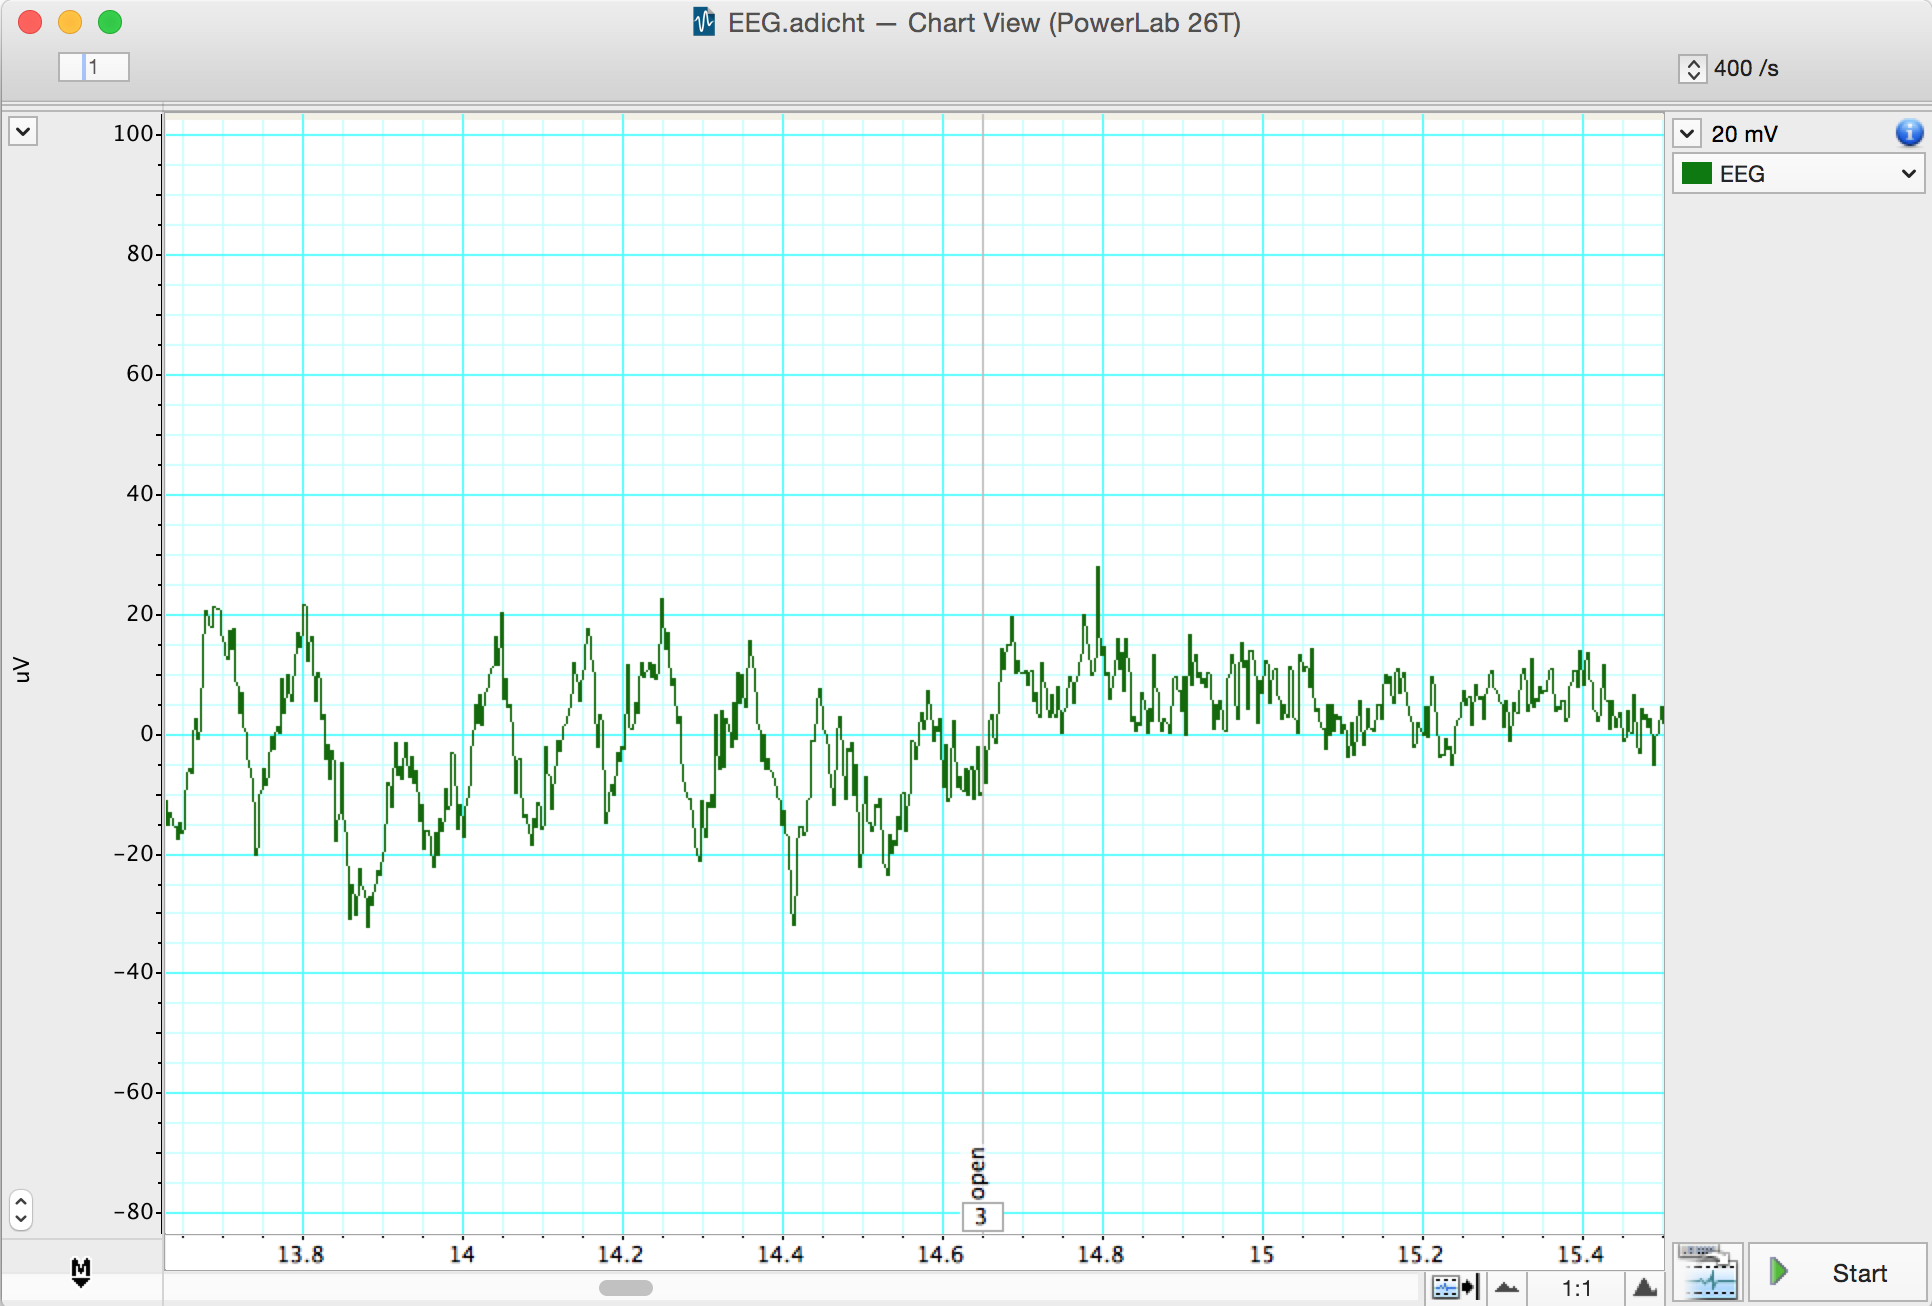 EEG.adicht — Chart View (PowerLab 26T)
1
400 /s
100
80
60
40
20
0
−20
−40
−60
−80
uV
20 mV
i
EEG
open
3
13.8 14 14.2 14.4 14.6 14.8 15 15.2 15.4
M
1:1
Start